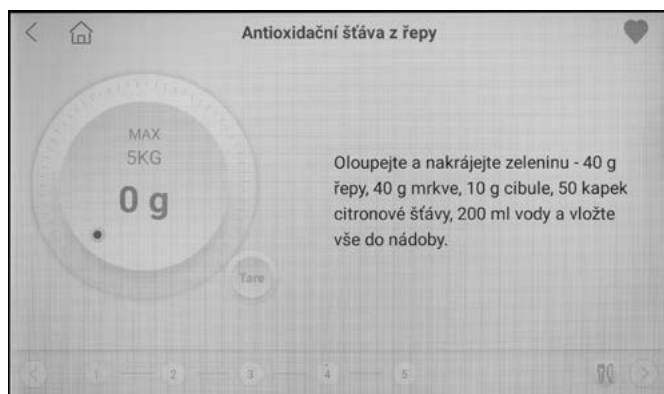 Antioxidační šťáva z řepy
MAX
5KG
0 g
Oloupejte a nakrájejte zeleninu - 40 g
řepy, 40 g mrkve, 10 g cibule, 50 kapek
citronové šťávy, 200 ml vody a vložte
vše do nádoby.
Tare
1 2 3 4 5